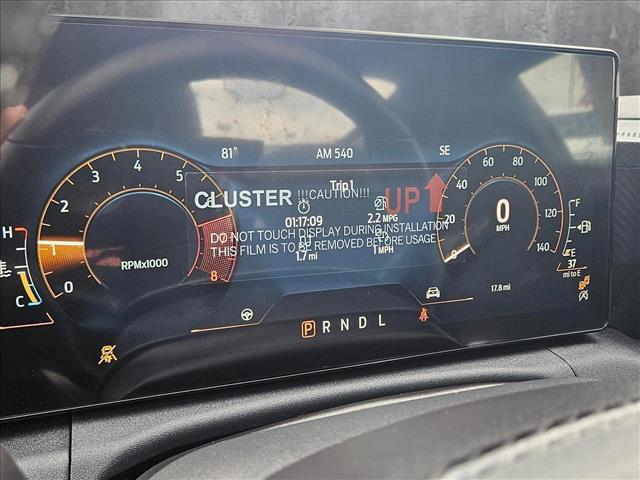 81° AM 540 SE
Trip 1
CLUSTER !!!CAUTION!!! UP
01:17:09 2.2 MPG
DO NOT TOUCH DISPLAY DURING INSTALLATION
THIS FILM IS TO BE REMOVED BEFORE USAGE
1.7 mi 1 MPH
H
C
0 1 2 3 4 5 8
RPMx1000
0 20 40 60 80 100 120 140
0
MPH
F
E
37
mi to E
17.8 mi
P R N D L